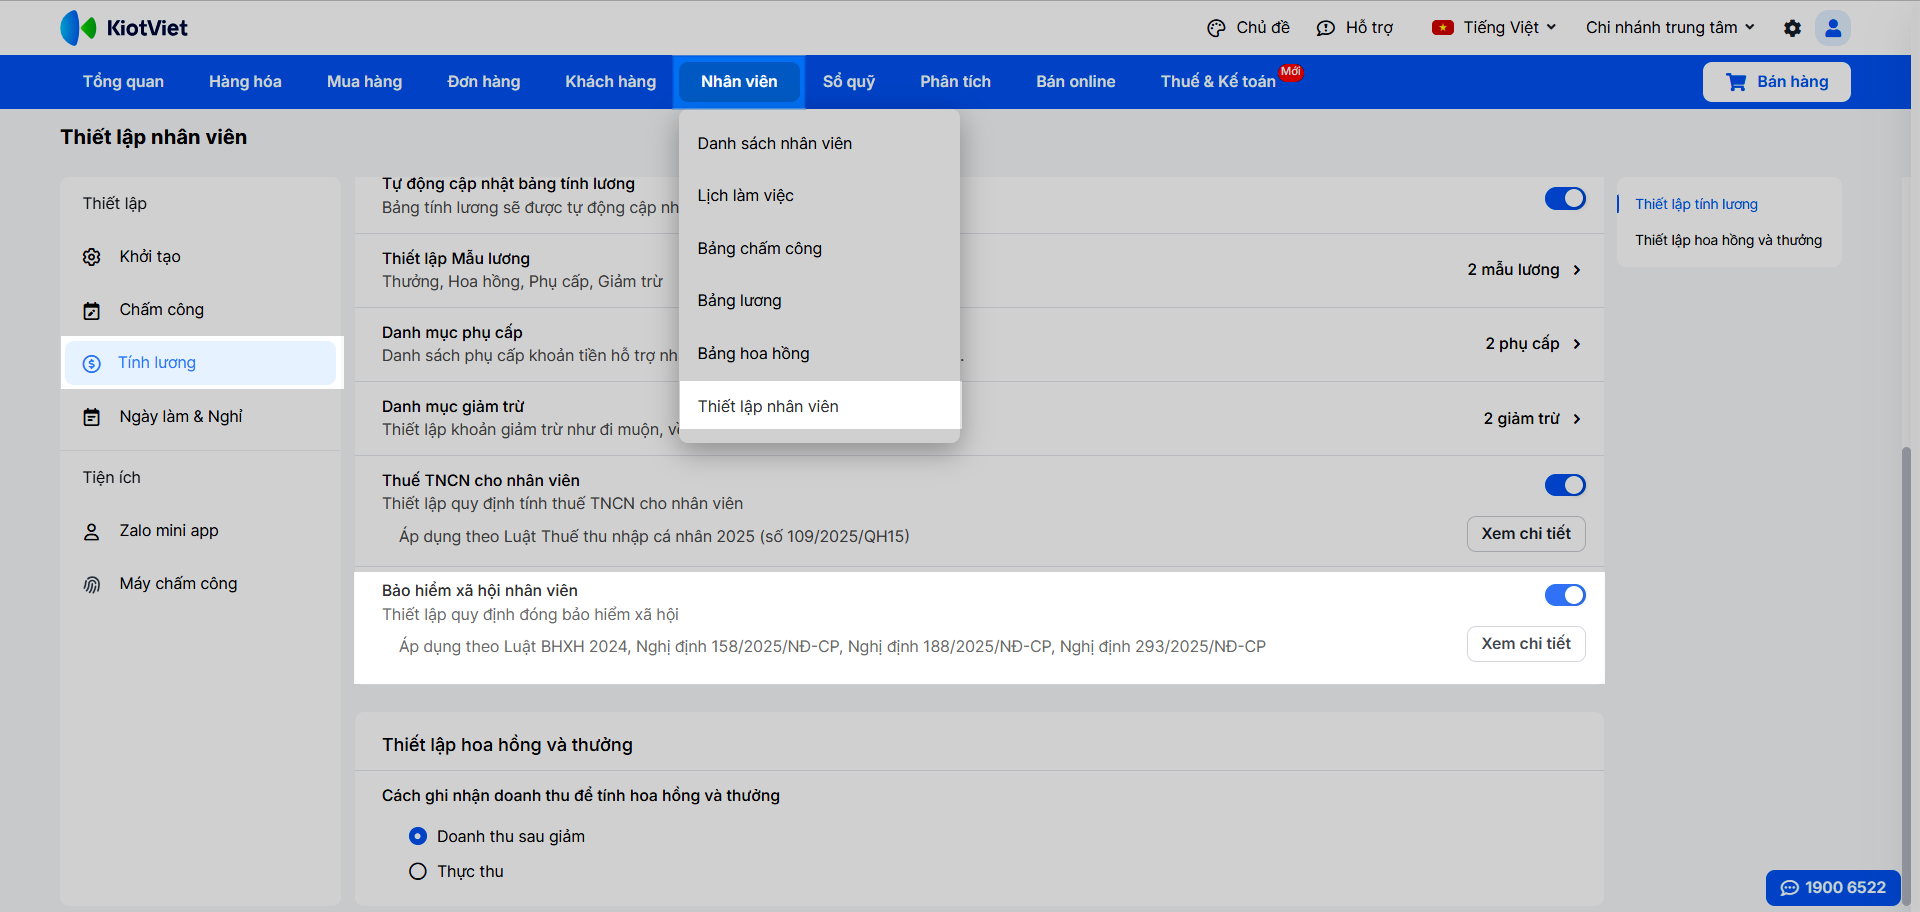 KiotViet
Chủ đề
Hỗ trợ
Tiếng Việt
Chi nhánh trung tâm
Tổng quan
Hàng hóa
Mua hàng
Đơn hàng
Khách hàng
Nhân viên
Sổ quỹ
Phân tích
Bán online
Thuế & Kế toán
Mới
Bán hàng
Thiết lập nhân viên
Danh sách nhân viên
Lịch làm việc
Bảng chấm công
Bảng lương
Bảng hoa hồng
Thiết lập nhân viên
Thiết lập
Khởi tạo
Chấm công
Tính lương
Ngày làm & Nghỉ
Tiện ích
Zalo mini app
Máy chấm công
Tự động cập nhật bảng tính lương
Bảng tính lương sẽ được tự động cập nh
Thiết lập Mẫu lương
Thưởng, Hoa hồng, Phụ cấp, Giảm trừ
2 mẫu lương
Danh mục phụ cấp
Danh sách phụ cấp khoản tiền hỗ trợ nh
.
2 phụ cấp
Danh mục giảm trừ
Thiết lập khoản giảm trừ như đi muộn, về
2 giảm trừ
Thuế TNCN cho nhân viên
Thiết lập quy định tính thuế TNCN cho nhân viên
Áp dụng theo Luật Thuế thu nhập cá nhân 2025 (số 109/2025/QH15)
Xem chi tiết
Bảo hiểm xã hội nhân viên
Thiết lập quy định đóng bảo hiểm xã hội
Áp dụng theo Luật BHXH 2024, Nghị định 158/2025/NĐ-CP, Nghị định 188/2025/NĐ-CP, Nghị định 293/2025/NĐ-CP
Xem chi tiết
Thiết lập hoa hồng và thưởng
Cách ghi nhận doanh thu để tính hoa hồng và thưởng
Doanh thu sau giảm
Thực thu
Thiết lập tính lương
Thiết lập hoa hồng và thưởng
1900 6522